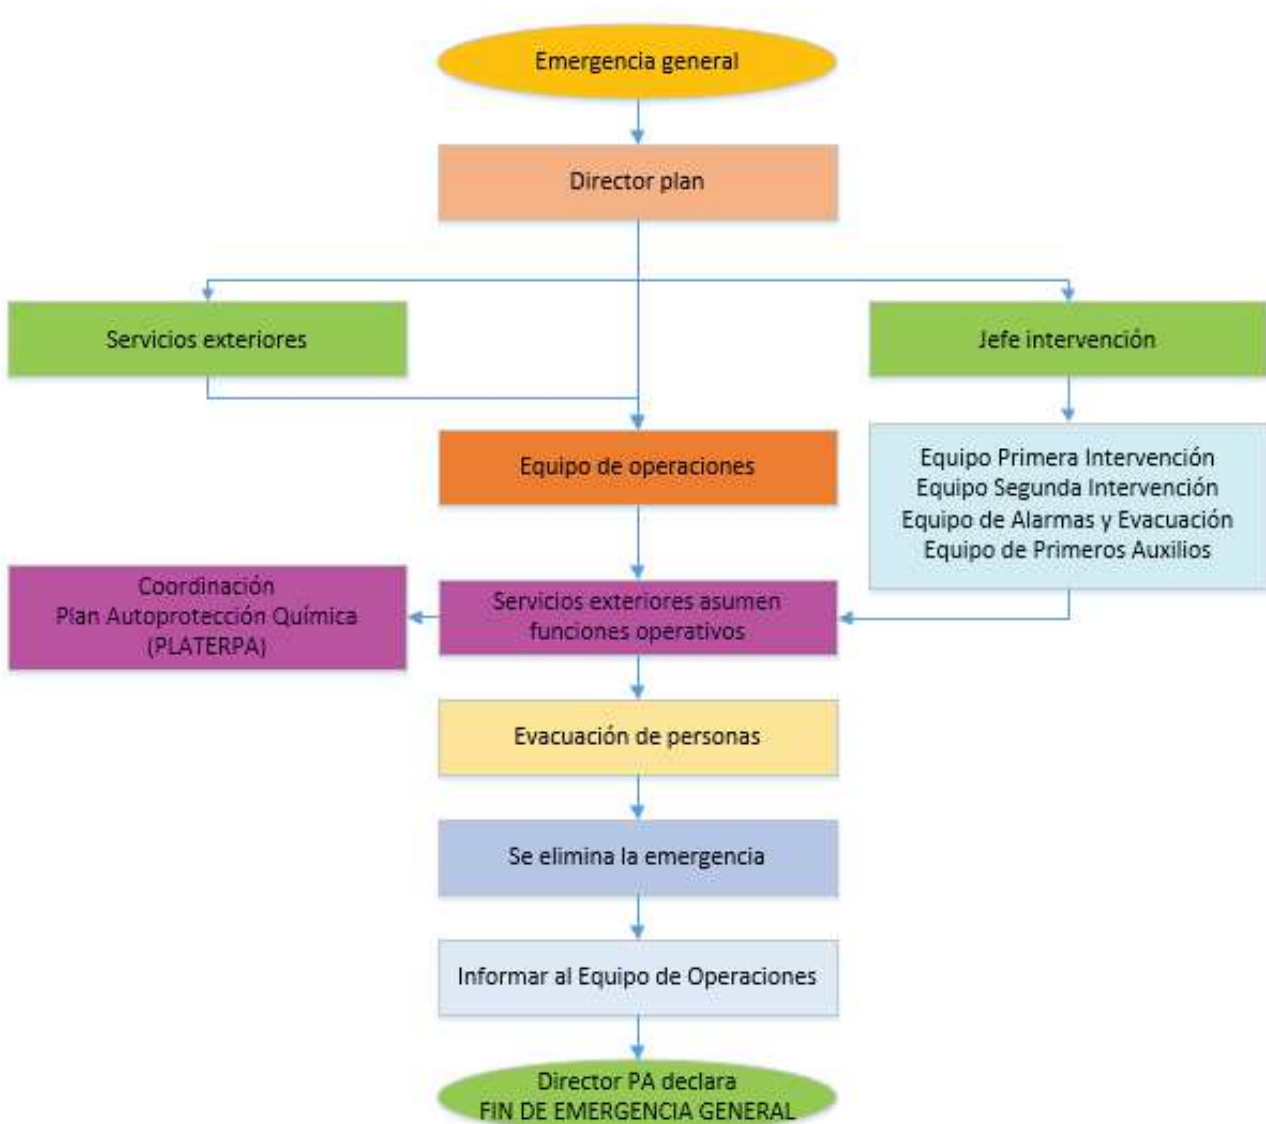 Emergencia general
Director plan
Servicios exteriores
Jefe intervención
Equipo de operaciones
Equipo Primera Intervención
Equipo Segunda Intervención
Equipo de Alarmas y Evacuación
Equipo de Primeros Auxilios
Coordinación
Plan Autoprotección Química
(PLATERPA)
Servicios exteriores asumen
funciones operativos
Evacuación de personas
Se elimina la emergencia
Informar al Equipo de Operaciones
Director PA declara
FIN DE EMERGENCIA GENERAL